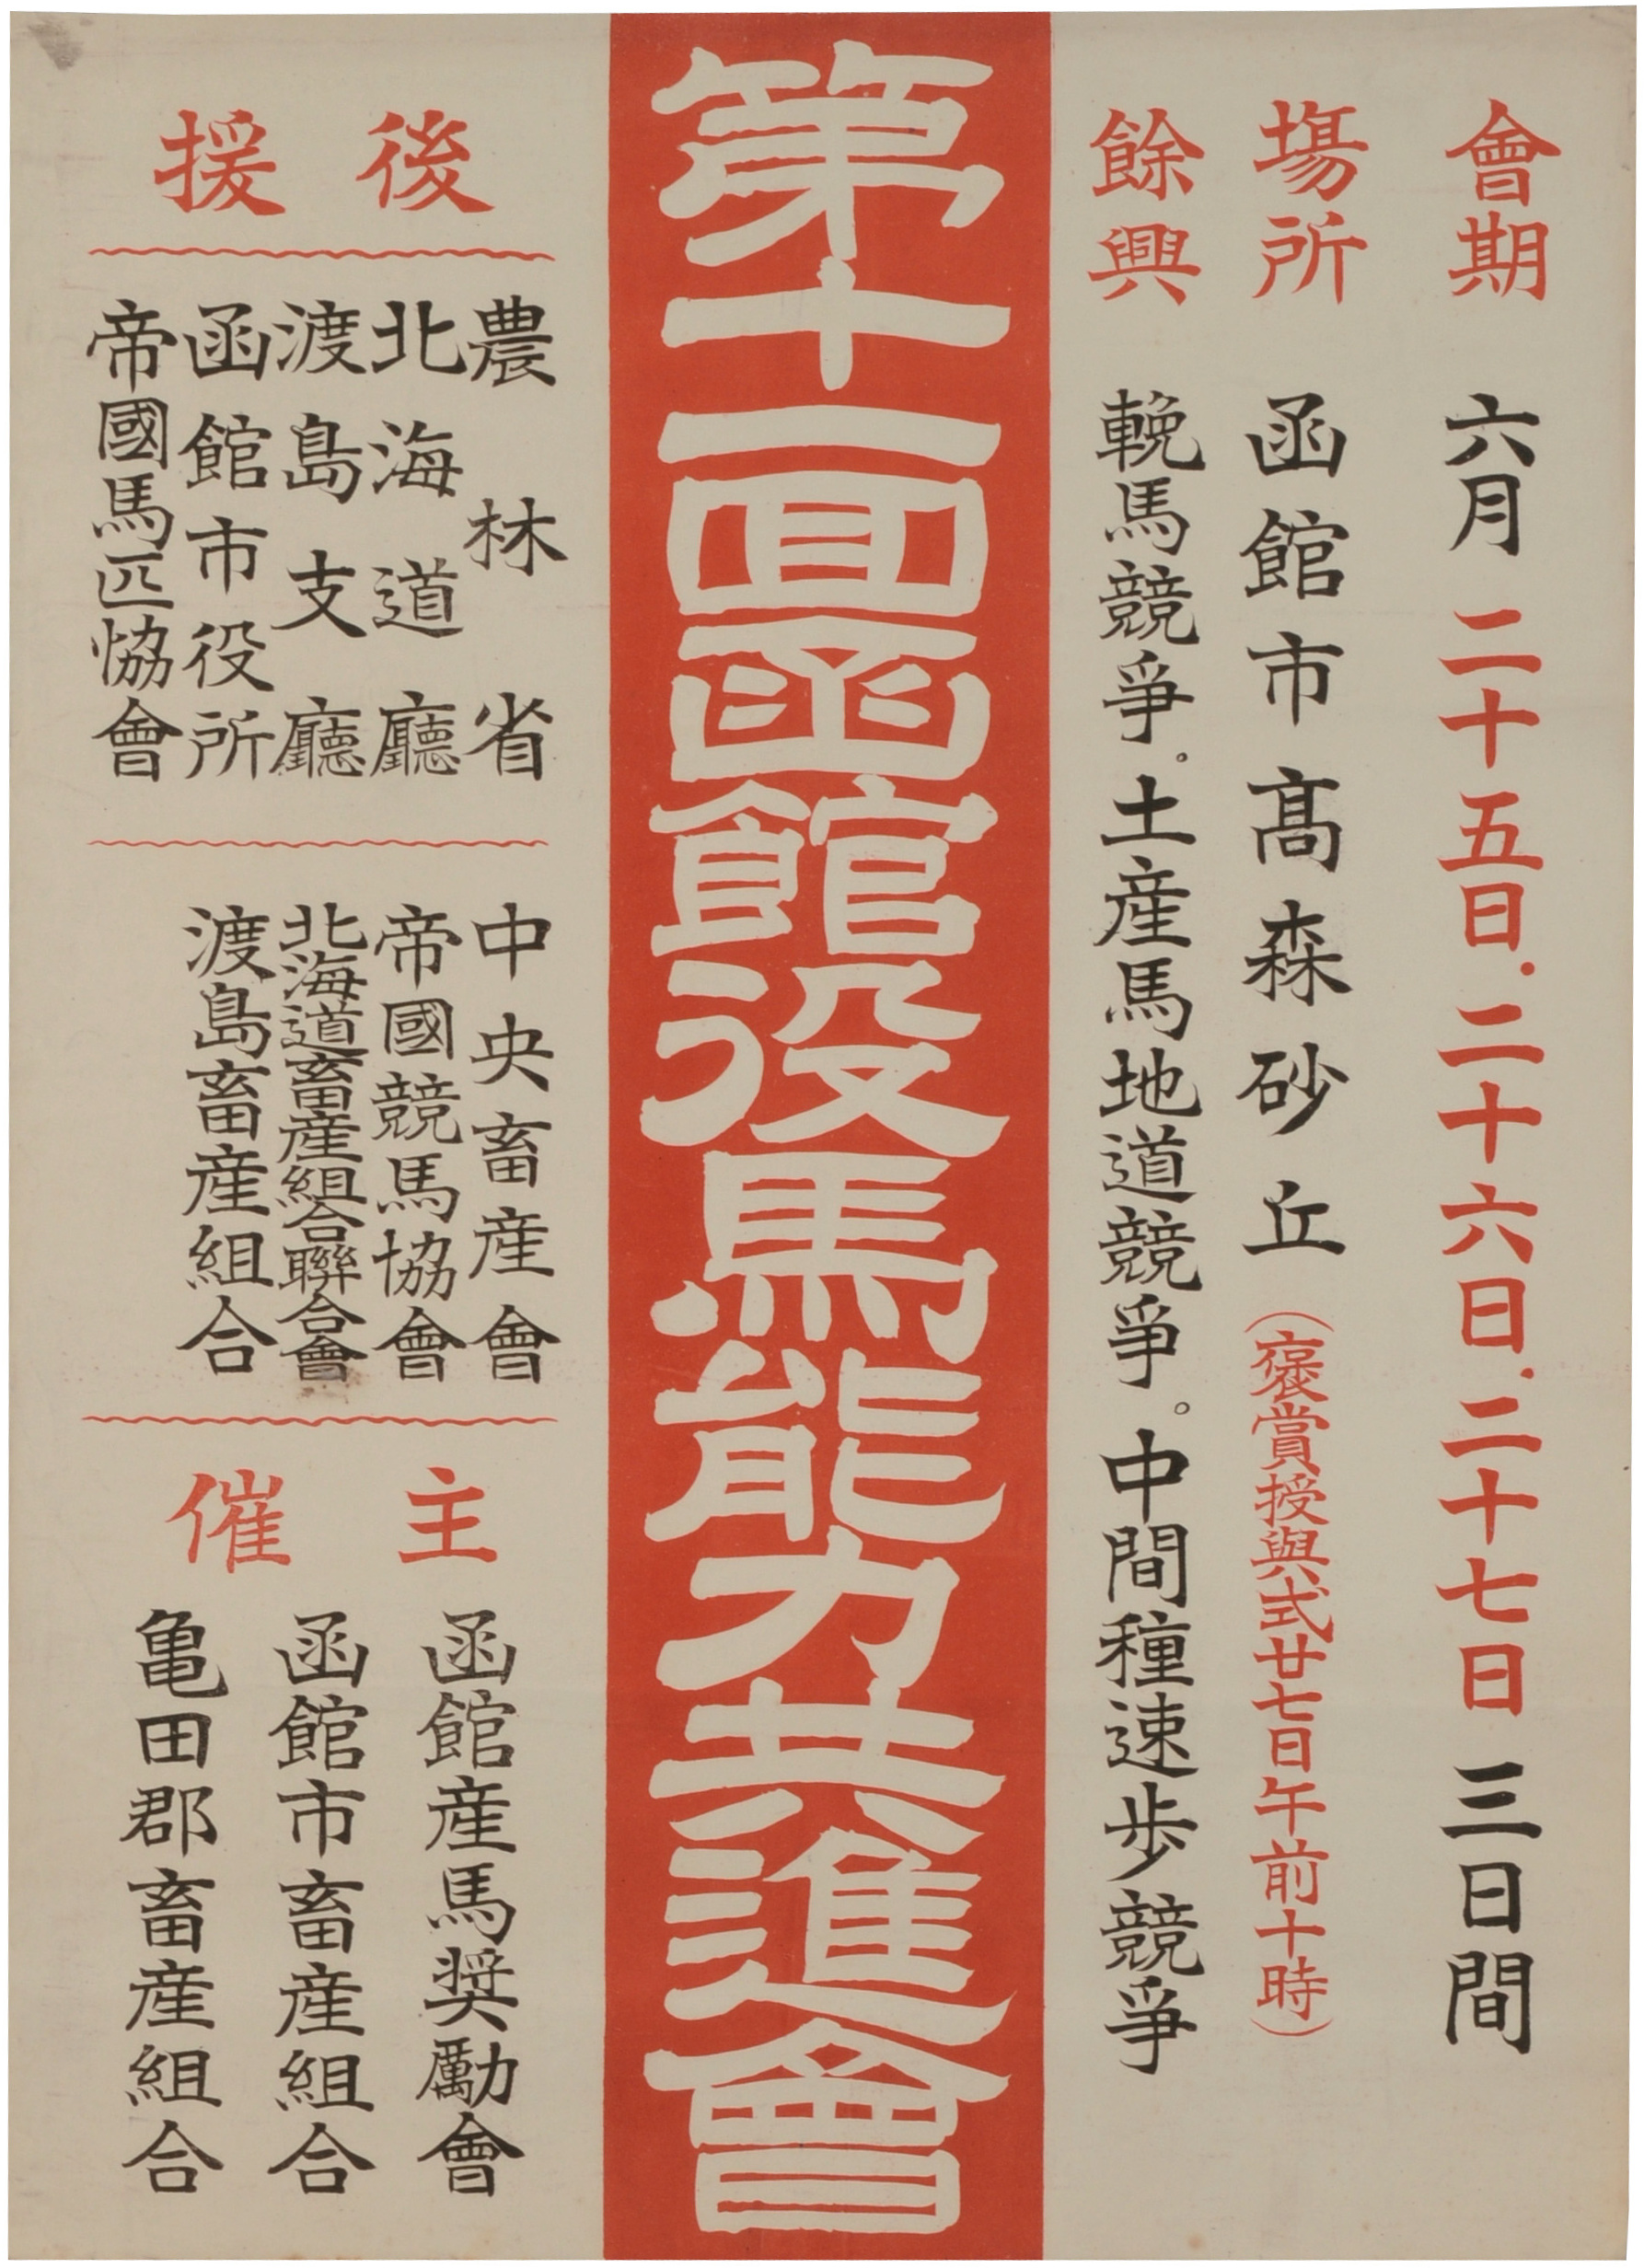 會期　六月二十五日.二十六日.二十七日三日間
場所　函館市髙森砂丘（褒賞授與式廿七日午前十時）
餘興　輓馬競爭。土産馬地道競爭。中間種速步競爭
第十一回函館役馬能力共進會
後援
農林省
北海道廳
渡島支廳
函館市役所
帝國馬匹協會
中央畜産會
帝國競馬協會
北海道畜産組合聯合會
渡島畜産組合
主催
函館産馬奨勵會
函館市畜産組合
亀田郡畜産組合